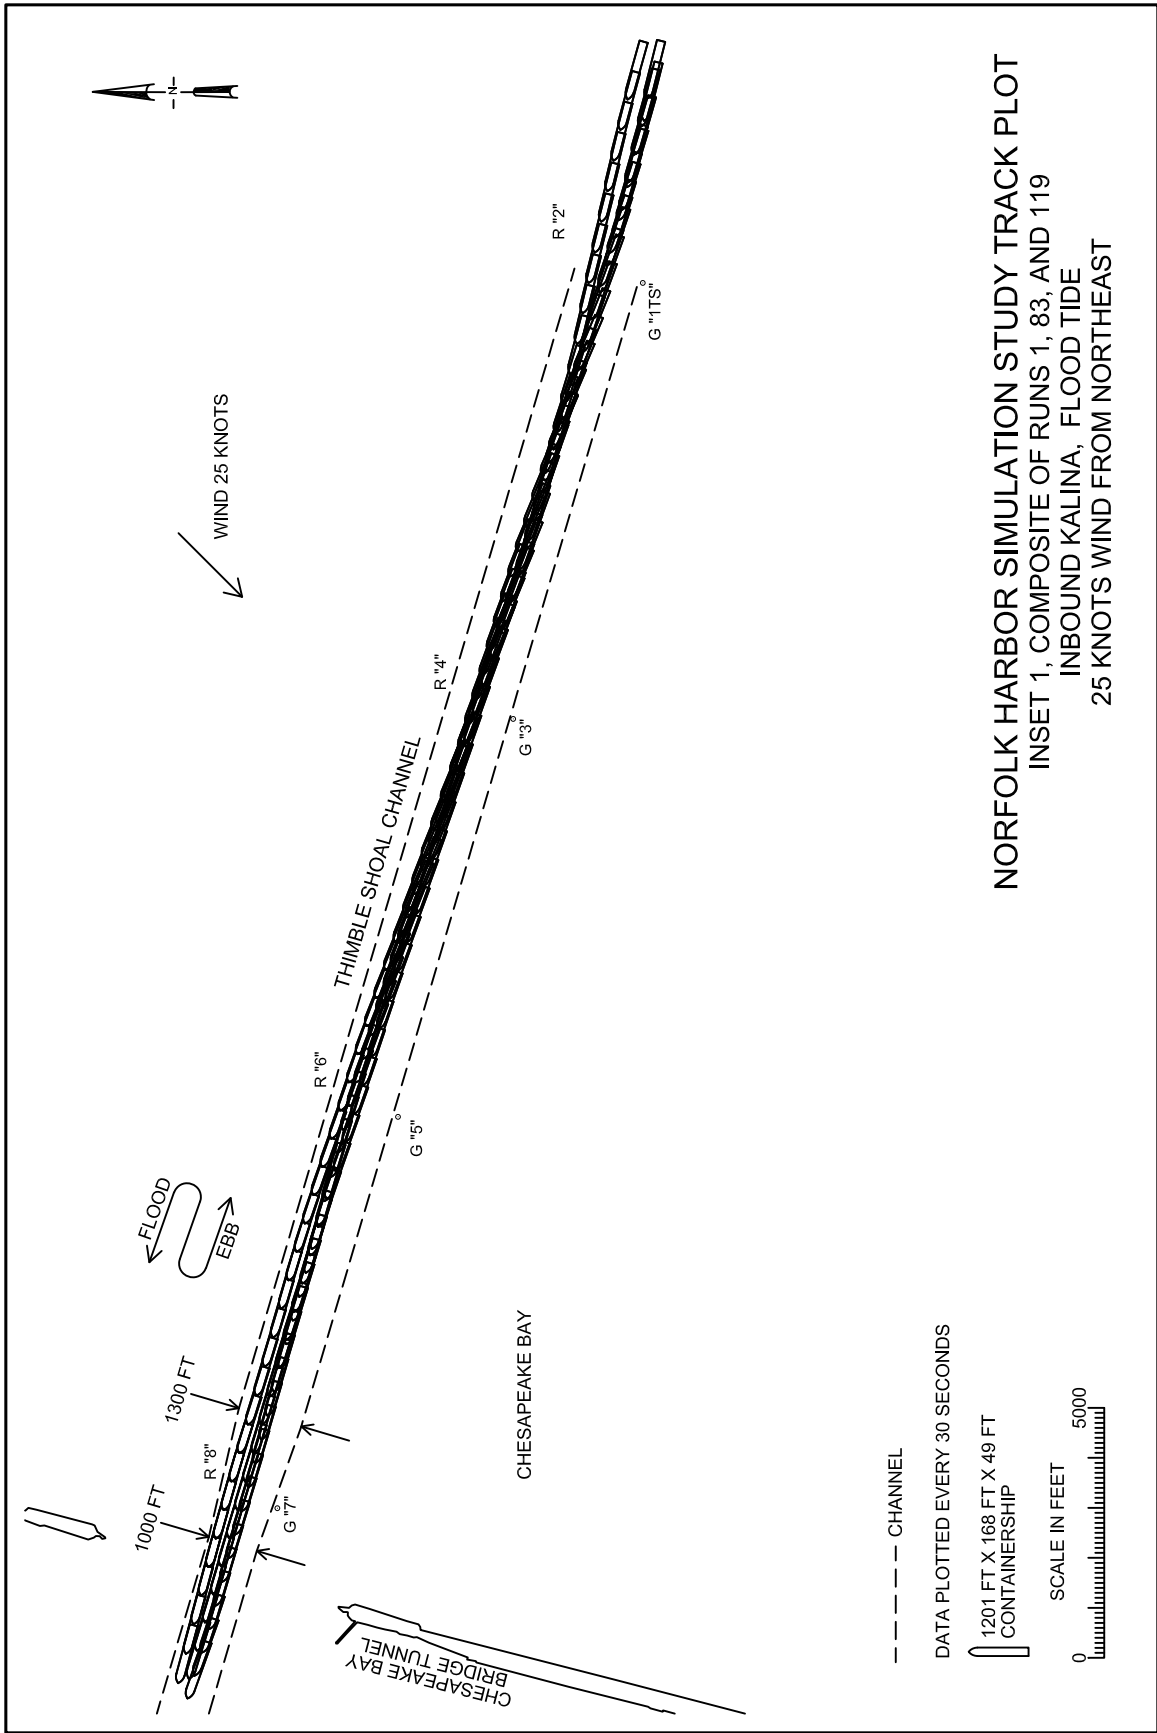 N
WIND 25 KNOTS
R "2"
G "1TS"
R "4"
G "3"
THIMBLE SHOAL CHANNEL
R "6"
G "5"
FLOOD
EBB
1300 FT
R "8"
1000 FT
G "7"
CHESAPEAKE BAY
BRIDGE TUNNEL
CHESAPEAKE BAY
CHANNEL
DATA PLOTTED EVERY 30 SECONDS
1201 FT X 168 FT X 49 FT
CONTAINERSHIP
SCALE IN FEET
0 5000
NORFOLK HARBOR SIMULATION STUDY TRACK PLOT
INSET 1, COMPOSITE OF RUNS 1, 83, AND 119
INBOUND KALINA, FLOOD TIDE
25 KNOTS WIND FROM NORTHEAST